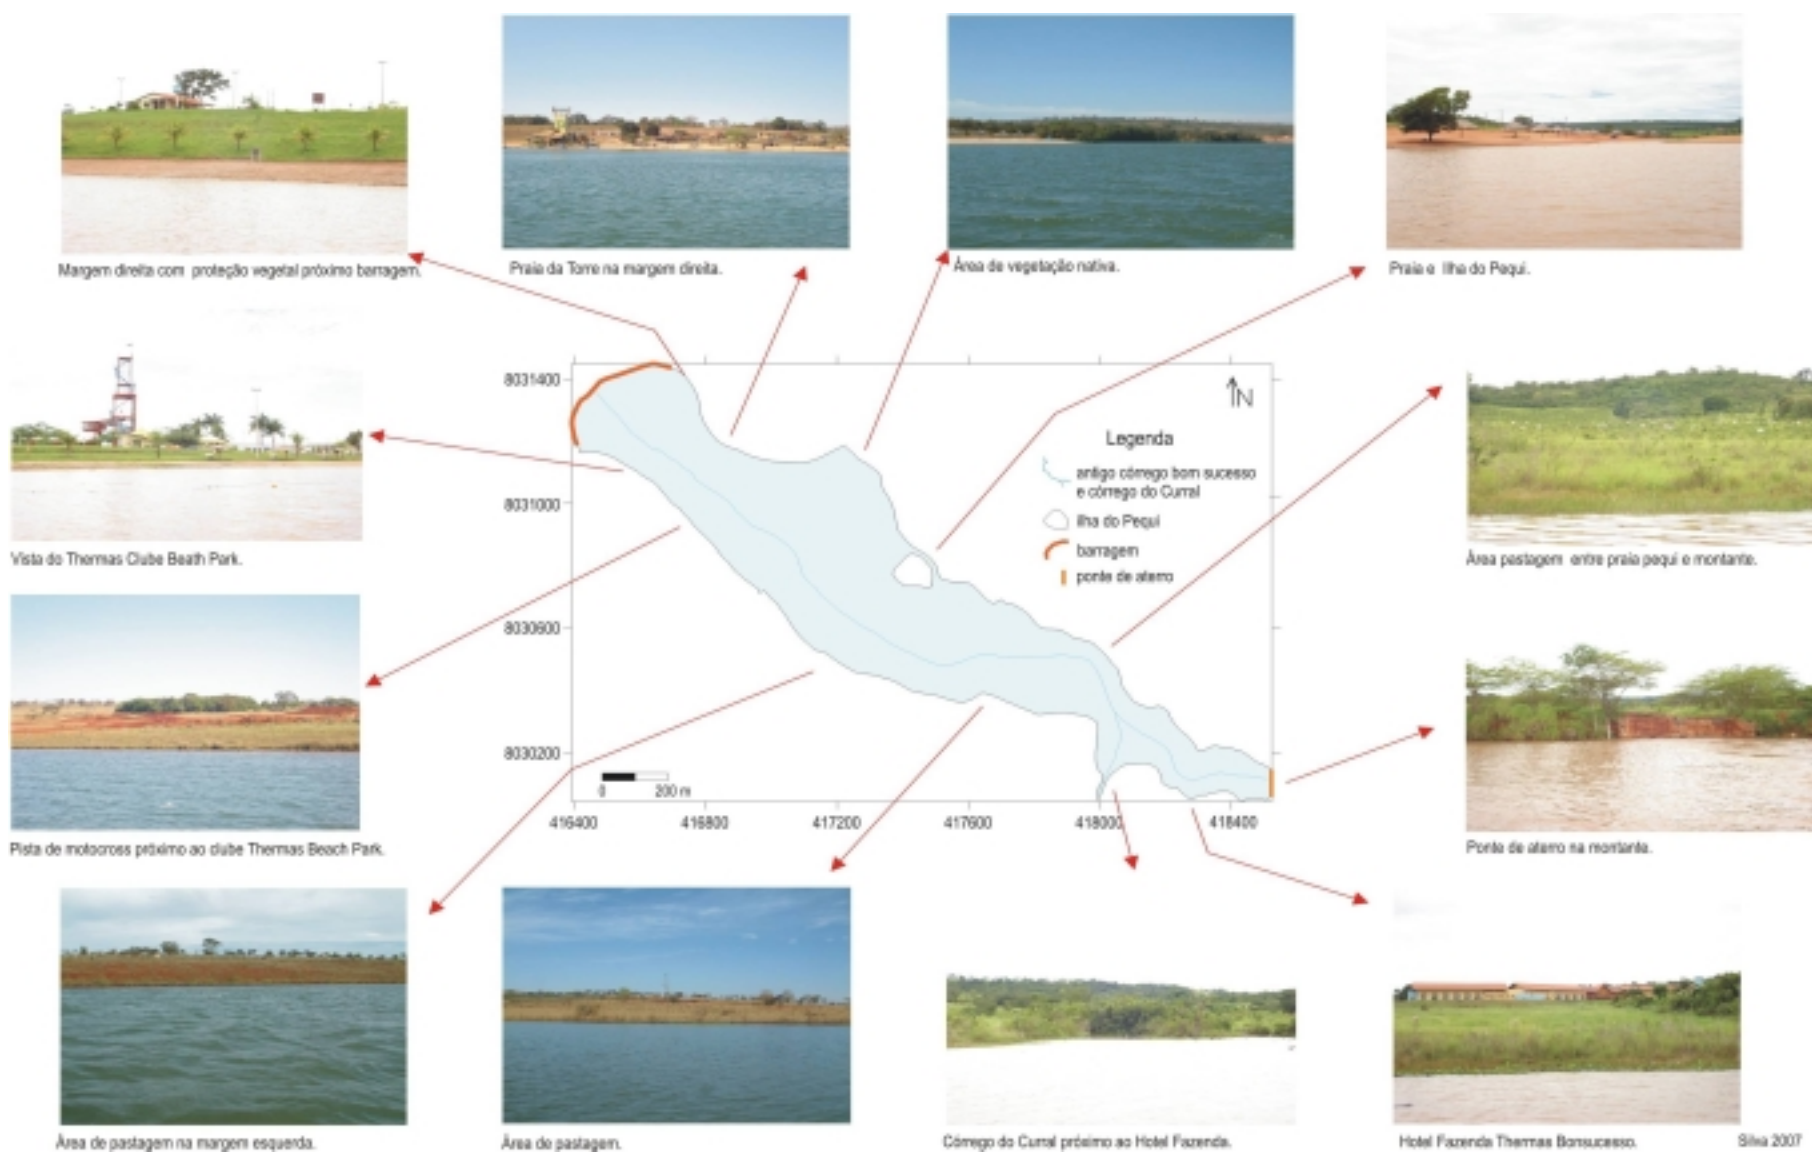 Margem direita com proteção vegetal próximo barragem.
Praia da Torre na margem direita.
Área de vegetação nativa.
Praia e Ilha do Pequi.
Vista do Thermas Clube Beath Park.
8031400
8031000
8030600
8030200
N
Legenda
antigo córrego bom sucesso
e córrego do Curral
ilha do Pequi
barragem
ponte de aterro
0 200 m
416400 416800 417200 417600 418000 418400
Área pastagem entre praia pequi e montante.
Pista de motocross próximo ao clube Thermas Beach Park.
Ponte de aterro na montante.
Área de pastagem na margem esquerda.
Área de pastagem.
Córrego do Curral próximo ao Hotel Fazenda.
Hotel Fazenda Thermas Bonsucesso.
Silva 2007